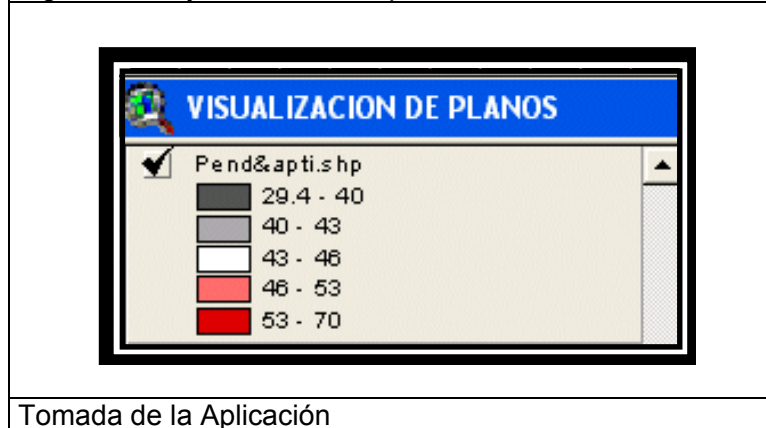 VISUALIZACION DE PLANOS
Pend&apti.shp
29.4 - 40
40 - 43
43 - 46
46 - 53
53 - 70
Tomada de la Aplicación